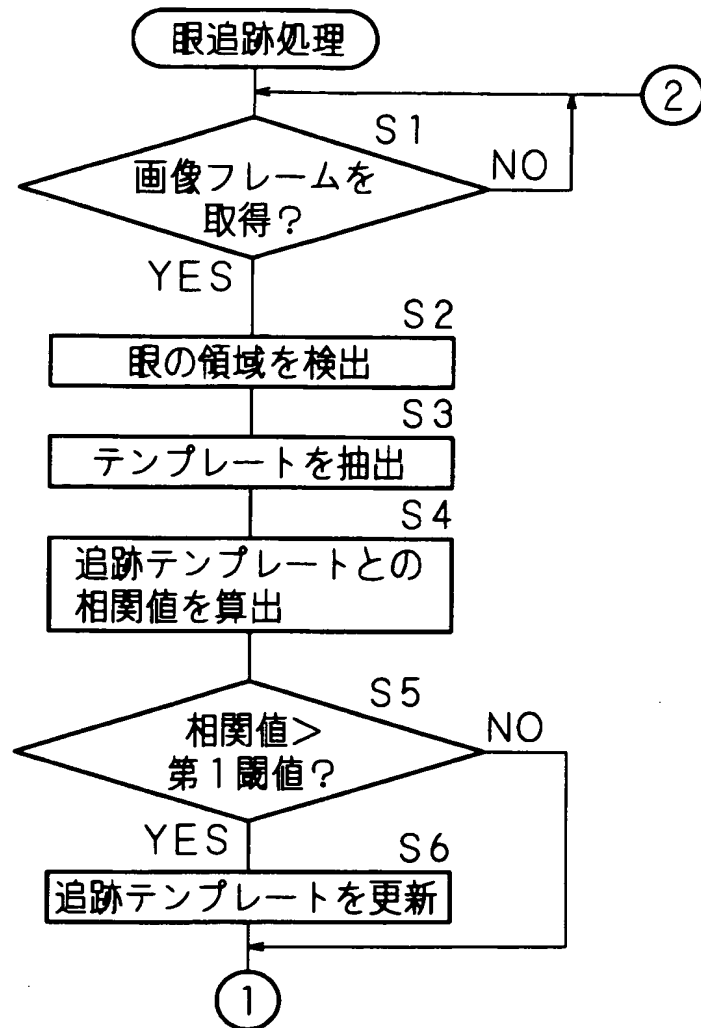 眼追跡処理
②
S1
画像フレームを
取得？
NO
YES
S2
眼の領域を検出
S3
テンプレートを抽出
S4
追跡テンプレートとの
相関値を算出
S5
相関値＞
第１閾値？
NO
YES
S6
追跡テンプレートを更新
①